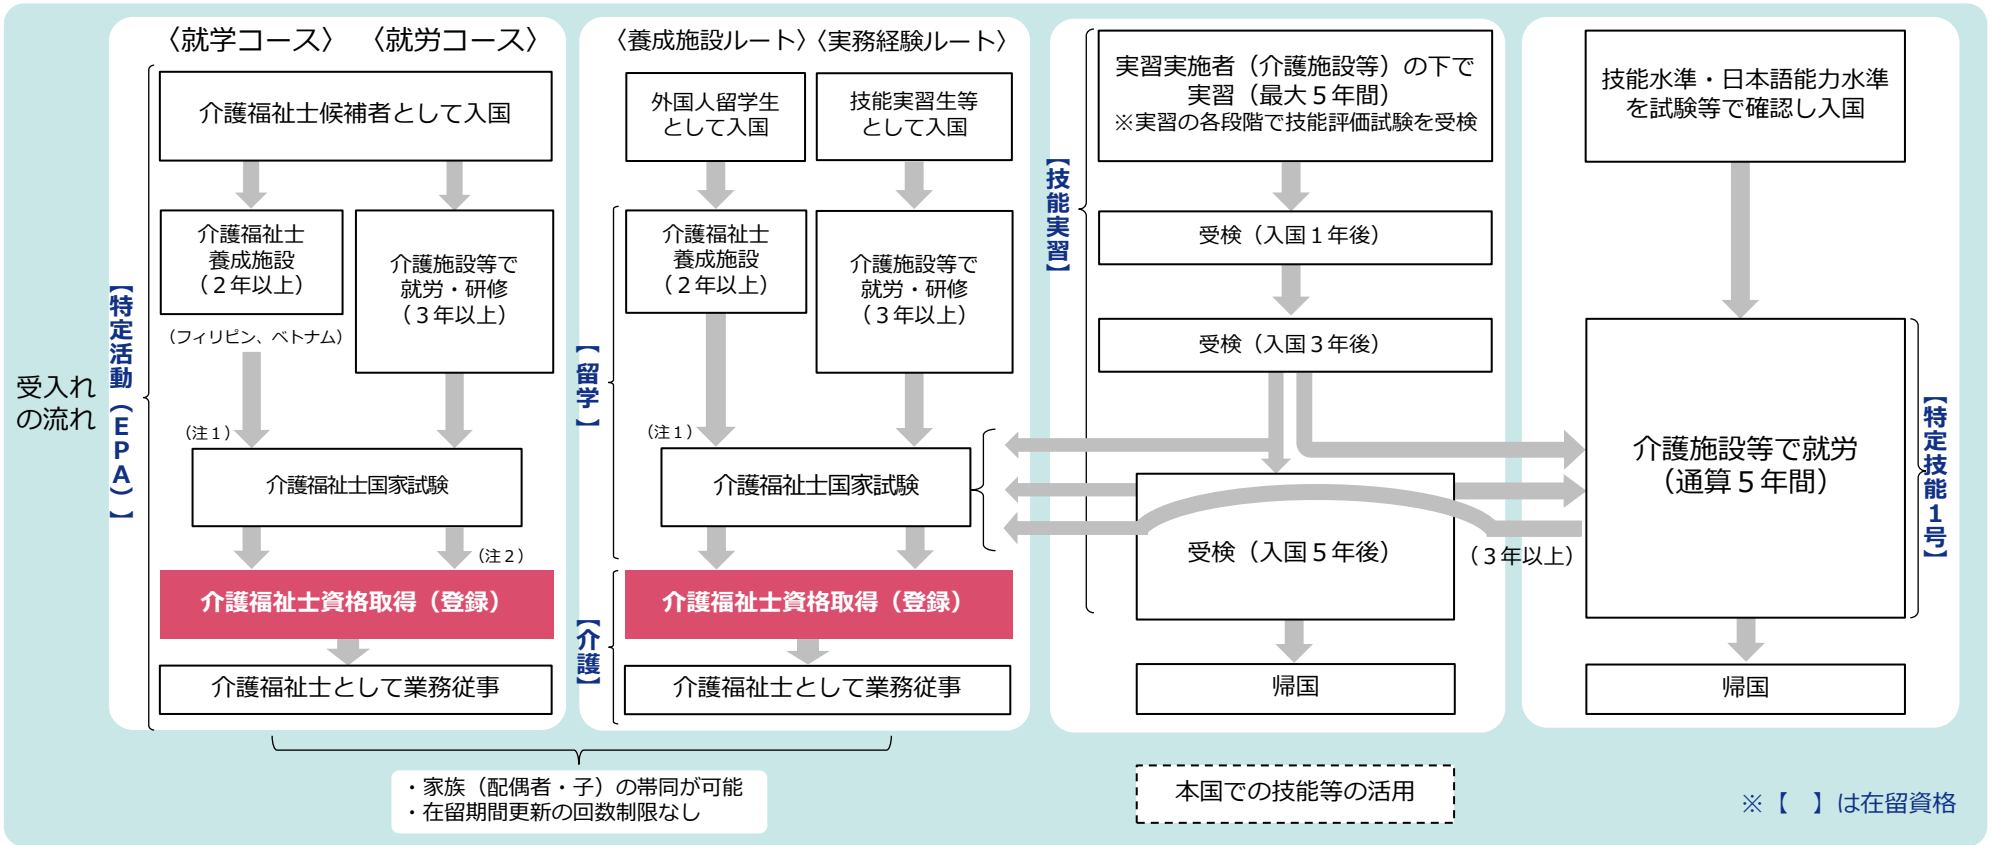 受入れ
の流れ
〈就学コース〉
〈就労コース〉
介護福祉士候補者として入国
介護福祉士
養成施設
（２年以上）
（フィリピン、ベトナム）
介護施設等で
就労・研修
（３年以上）
（注１）
介護福祉士国家試験
（注２）
介護福祉士資格取得（登録）
介護福祉士として業務従事
【特定活動（ＥＰＡ）】
〈養成施設ルート〉
〈実務経験ルート〉
外国人留学生
として入国
技能実習生等
として入国
介護福祉士
養成施設
（２年以上）
介護施設等で
就労・研修
（３年以上）
【留学】
（注１）
介護福祉士国家試験
介護福祉士資格取得（登録）
【介護】
介護福祉士として業務従事
・家族（配偶者・子）の帯同が可能
・在留期間更新の回数制限なし
【技能実習】
実習実施者（介護施設等）の下で
実習（最大５年間）
※実習の各段階で技能評価試験を受検
受検（入国１年後）
受検（入国３年後）
受検（入国５年後）
（３年以上）
帰国
本国での技能等の活用
技能水準・日本語能力水準
を試験等で確認し入国
介護施設等で就労
（通算５年間）
【特定技能１号】
帰国
※【　】は在留資格